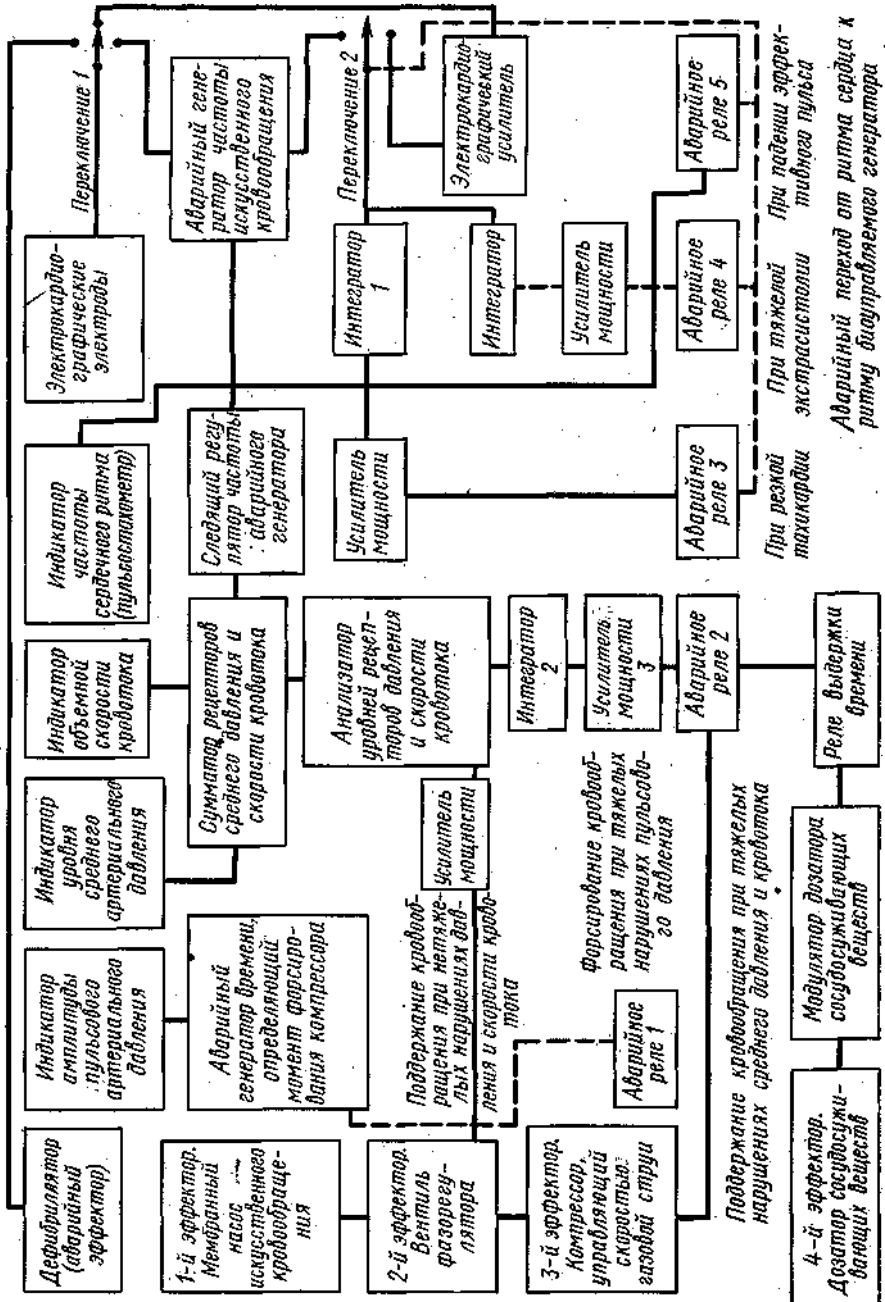 Дефибриллятор
(аварийный
эффектор)
Индикатор
амплитуды
пульсового
артериального
давления
Индикатор
уровня
среднего
артериального
давления
Индикатор
объемной
скорости
кровотока
Индикатор
частоты
сердечного ритма
(пульсотахометр)
Электрокардио-
графические
электроды
Переключение 1
1-й эффектор.
Мембранный
насос
искусственного
кровообраще-
ния
Аварийный
генератор времени,
определяющий
момент форсиро-
вания компрессора
Сумматор рецепторов
среднего давления и
скорости кровотока
Следящий регу-
лятор частоты
аварийного
генератора
Аварийный гене-
ратор частоты
искусственного
кровообращения
2-й эффектор.
Вентиль
фазорегу-
лятора
Поддержание кровооб-
ращения при нетяже-
лых нарушениях дав-
ления и скорости крово-
тока
Усилитель
мощности
Анализатор
уровней рецеп-
торов давления
и скорости
кровотока
Усилитель
мощности
Интегратор
1
Переключение 2
Электрокардио-
графический
усилитель
3-й эффектор.
Компрессор,
управляющий
скоростью
газовой струи
Аварийное
реле 1
Форсирование кровооб-
ращения при тяжелых
нарушениях пульсово-
го давления
Интегратор
2
Усилитель
мощности
3
Аварийное
реле 2
Интегратор
Усилитель
мощности
Аварийное
реле 3
Аварийное
реле 4
Аварийное
реле 5
При резкой
тахикардии
При тяжелой
экстрасистолии
При падении эффек-
тивного пульса
Поддержание кровообращения при тяжелых
нарушениях среднего давления и кровотока
Аварийный переход от ритма сердца к
ритму биоуправляемого генератора
4-й эффектор.
Дозатор сосудосужи-
вающих веществ
Модулятор дозатора
сосудосуживающих
веществ
Реле выдержки
времени